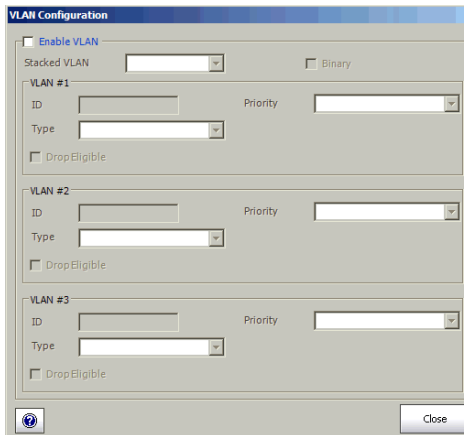 VLAN Configuration
Enable VLAN
Stacked VLAN Binary
VLAN #1
ID Priority
Type
Drop Eligible
VLAN #2
ID Priority
Type
Drop Eligible
VLAN #3
ID Priority
Type
Drop Eligible
? Close